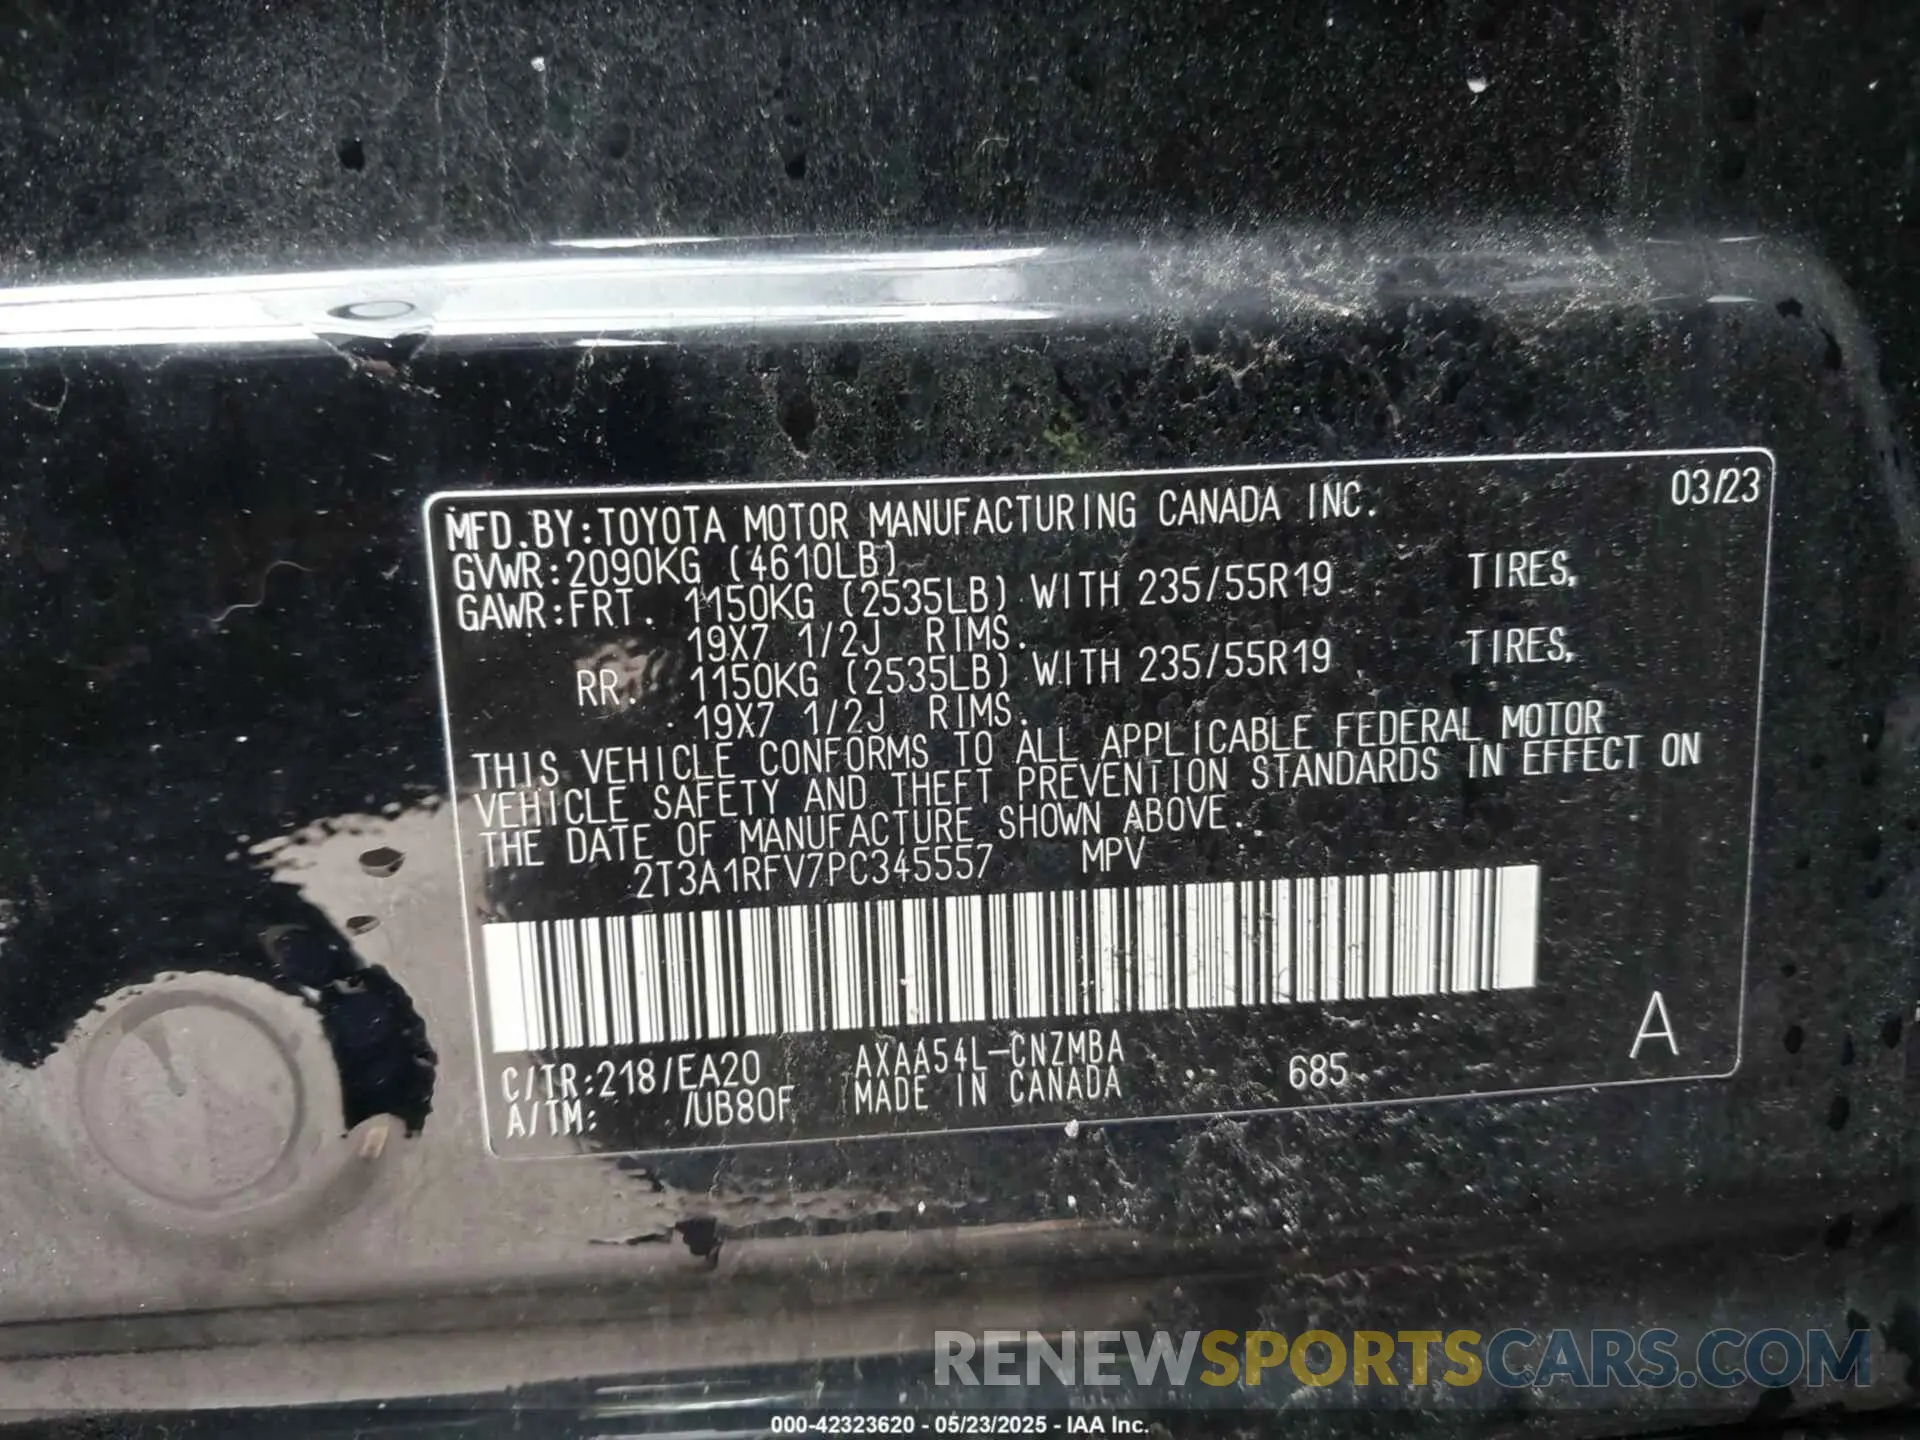 MFD.BY:TOYOTA MOTOR MANUFACTURING CANADA INC. 03/23
GVWR:2090KG (4610LB)
GAWR:FRT. 1150KG (2535LB) WITH 235/55R19 TIRES,
19X7 1/2J RIMS.
RR. 1150KG (2535LB) WITH 235/55R19 TIRES,
19X7 1/2J RIMS.
THIS VEHICLE CONFORMS TO ALL APPLICABLE FEDERAL MOTOR
VEHICLE SAFETY AND THEFT PREVENTION STANDARDS IN EFFECT ON
THE DATE OF MANUFACTURE SHOWN ABOVE.
2T3A1RFV7PC345557 MPV
C/TR:218/EA20 AXAA54L-CNZMBA 685 A
A/TM: /UB80F MADE IN CANADA
RENEWSPORTSCARS.COM
000-42323620 - 05/23/2025 - IAA Inc.